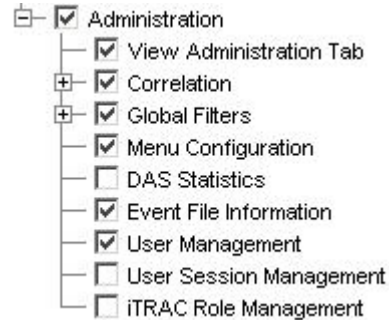 Administration
View Administration Tab
Correlation
Global Filters
Menu Configuration
DAS Statistics
Event File Information
User Management
User Session Management
iTRAC Role Management